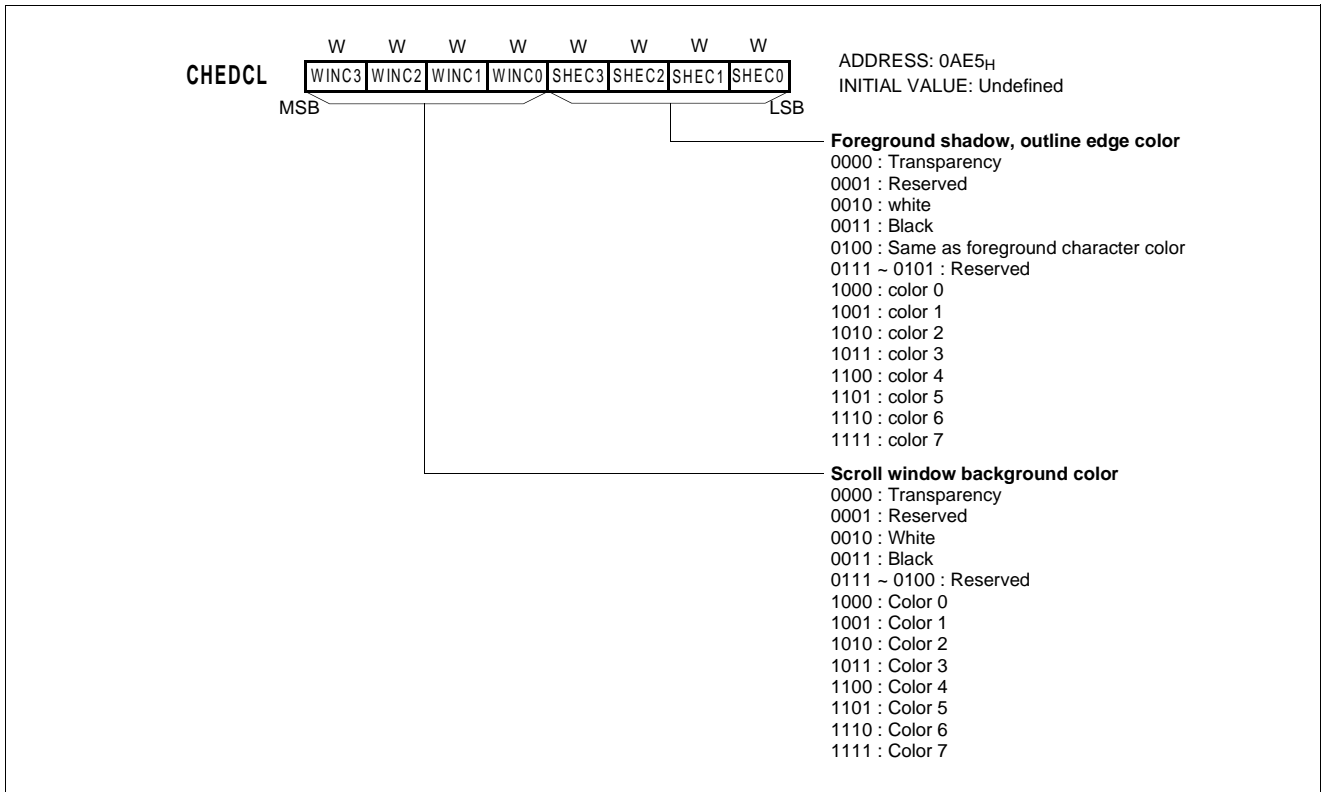 W W W W W W W W
CHEDCL WINC3 WINC2 WINC1 WINC0 SHEC3 SHEC2 SHEC1 SHEC0
MSB LSB
ADDRESS: 0AE5H
INITIAL VALUE: Undefined
Foreground shadow, outline edge color
0000 : Transparency
0001 : Reserved
0010 : white
0011 : Black
0100 : Same as foreground character color
0111 ~ 0101 : Reserved
1000 : color 0
1001 : color 1
1010 : color 2
1011 : color 3
1100 : color 4
1101 : color 5
1110 : color 6
1111 : color 7
Scroll window background color
0000 : Transparency
0001 : Reserved
0010 : White
0011 : Black
0111 ~ 0100 : Reserved
1000 : Color 0
1001 : Color 1
1010 : Color 2
1011 : Color 3
1100 : Color 4
1101 : Color 5
1110 : Color 6
1111 : Color 7